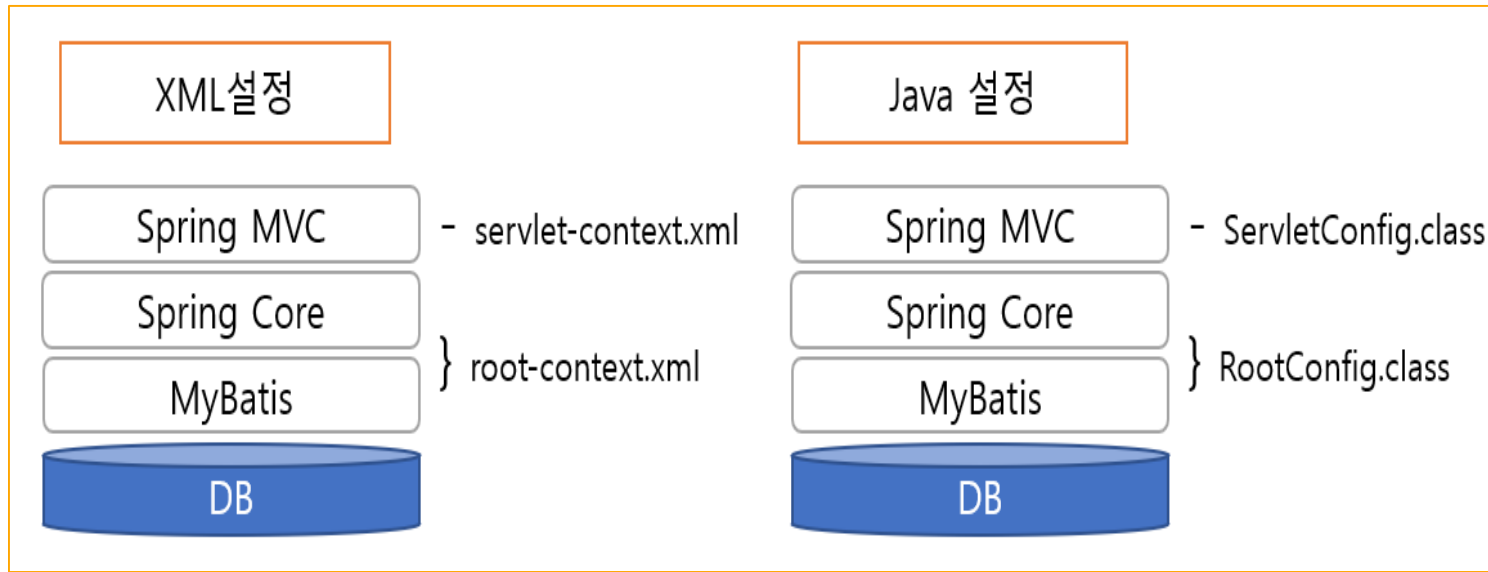 XML설정
Java 설정
Spring MVC
- servlet-context.xml
Spring MVC
- ServletConfig.class
Spring Core
Spring Core
} root-context.xml
} RootConfig.class
MyBatis
MyBatis
DB
DB